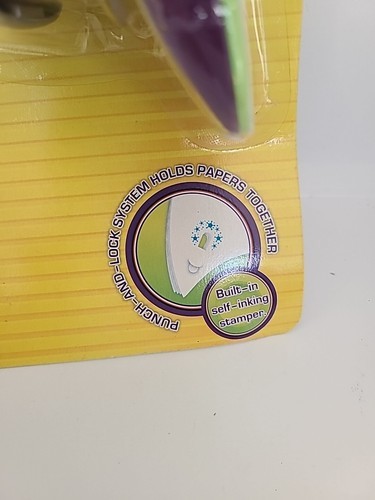 PUNCH-AND-LOCK SYSTEM HOLDS PAPERS TOGETHER
Built-in
self-inking
stamper.